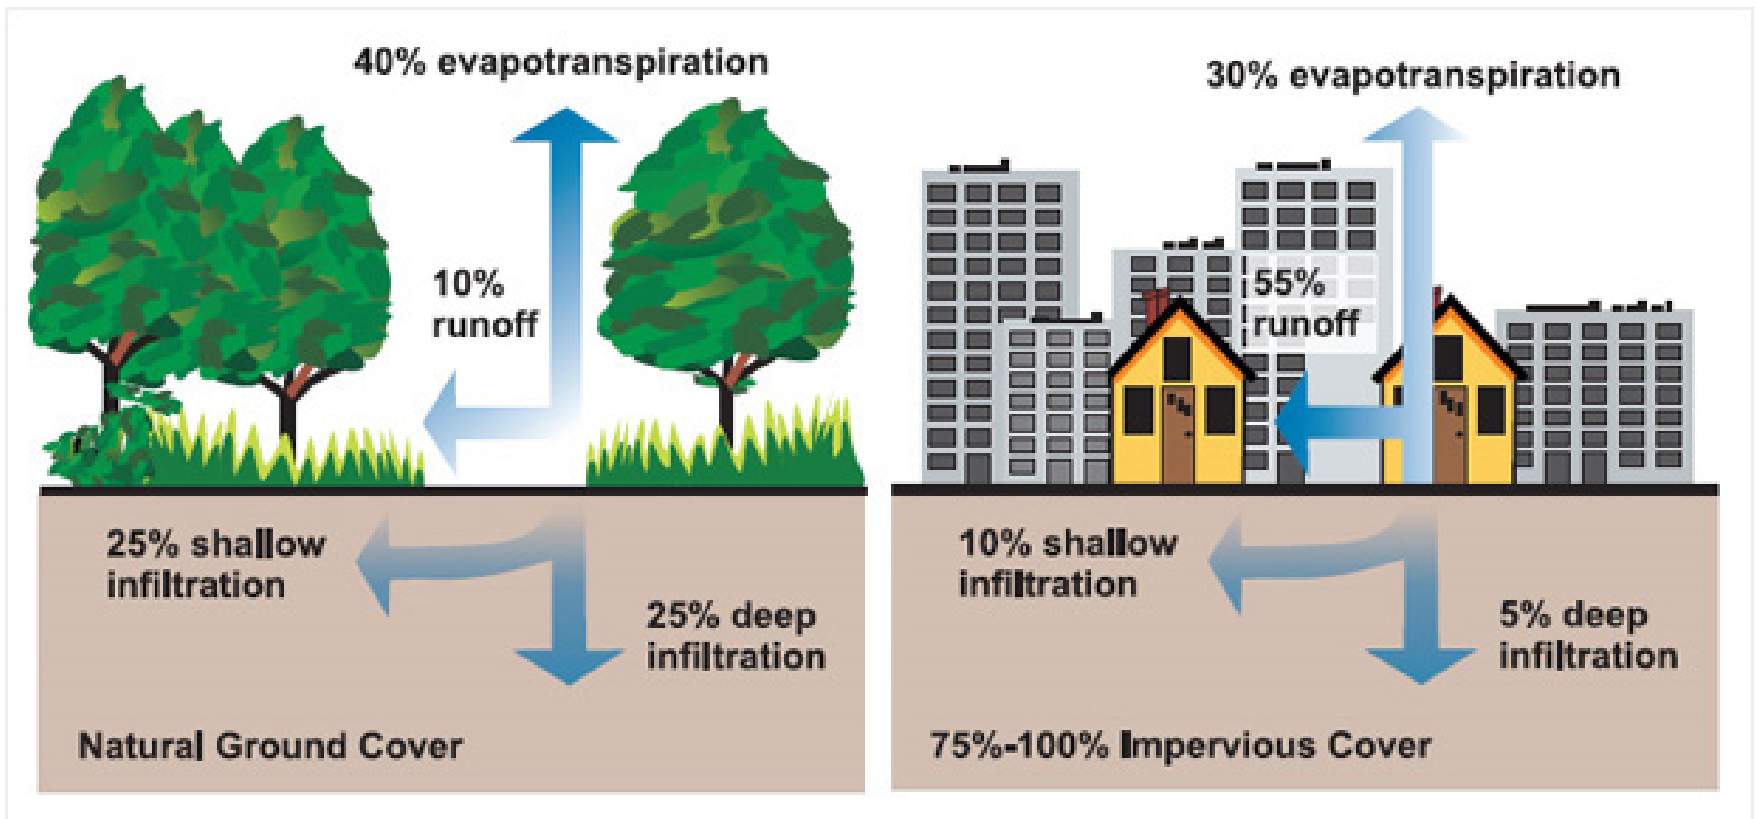 40% evapotranspiration
10%
runoff
25% shallow
infiltration
25% deep
infiltration
Natural Ground Cover
30% evapotranspiration
55%
runoff
10% shallow
infiltration
5% deep
infiltration
75%-100% Impervious Cover